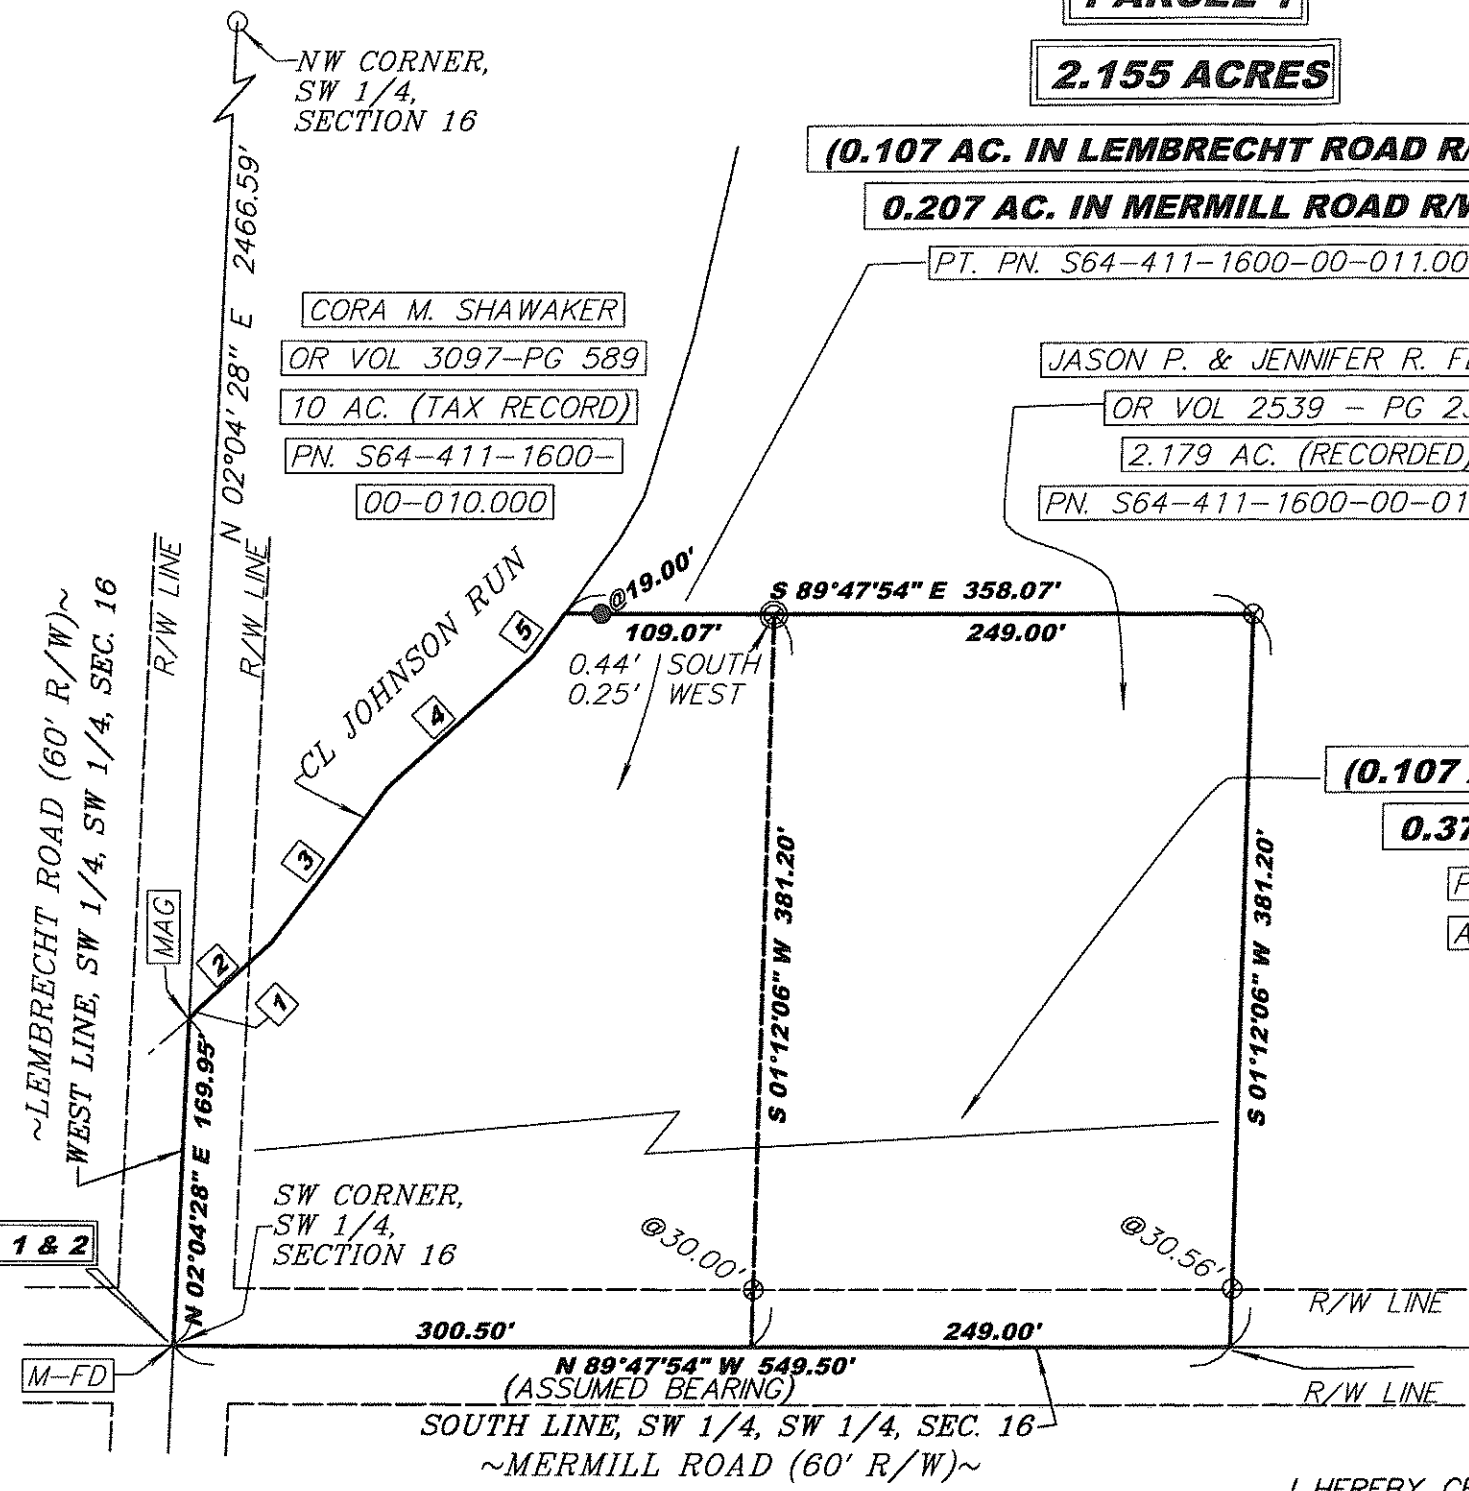 PARCEL 1
2.155 ACRES
(0.107 AC. IN LEMBRECHT ROAD
0.207 AC. IN MERMILL ROAD
PT. PN. S64-411-1600-00-011.00
NW CORNER,
SW 1/4,
SECTION 16
N 02°04'28" E 2466.59'
CORA M. SHAWAKER
OR VOL 3097-PG 589
10 AC. (TAX RECORD)
PN. S64-411-1600-
00-010.000
JASON P. & JENNIFER R.
OR VOL 2539 - PG
2.179 AC. (RECORDED)
PN. S64-411-1600-00-01
R/W LINE
R/W LINE
~LEMBRECHT ROAD (60' R/W)~
WEST LINE, SW 1/4, SW 1/4, SEC. 16
CL JOHNSON RUN
@19.00'
S 89°47'54" E 358.07'
109.07'
249.00'
0.44' SOUTH
0.25' WEST
5
4
3
2
1
MAG
(0.107
0.37
S 01°12'06" W 381.20'
S 01°12'06" W 381.20'
N 02°04'28" E 169.95'
SW CORNER,
SW 1/4,
SECTION 16
1 & 2
@30.00'
@30.56'
R/W LINE
300.50'
249.00'
M-FD
N 89°47'54" W 549.50'
(ASSUMED BEARING)
R/W LINE
SOUTH LINE, SW 1/4, SW 1/4, SEC. 16
~MERMILL ROAD (60' R/W)~
I HEREBY